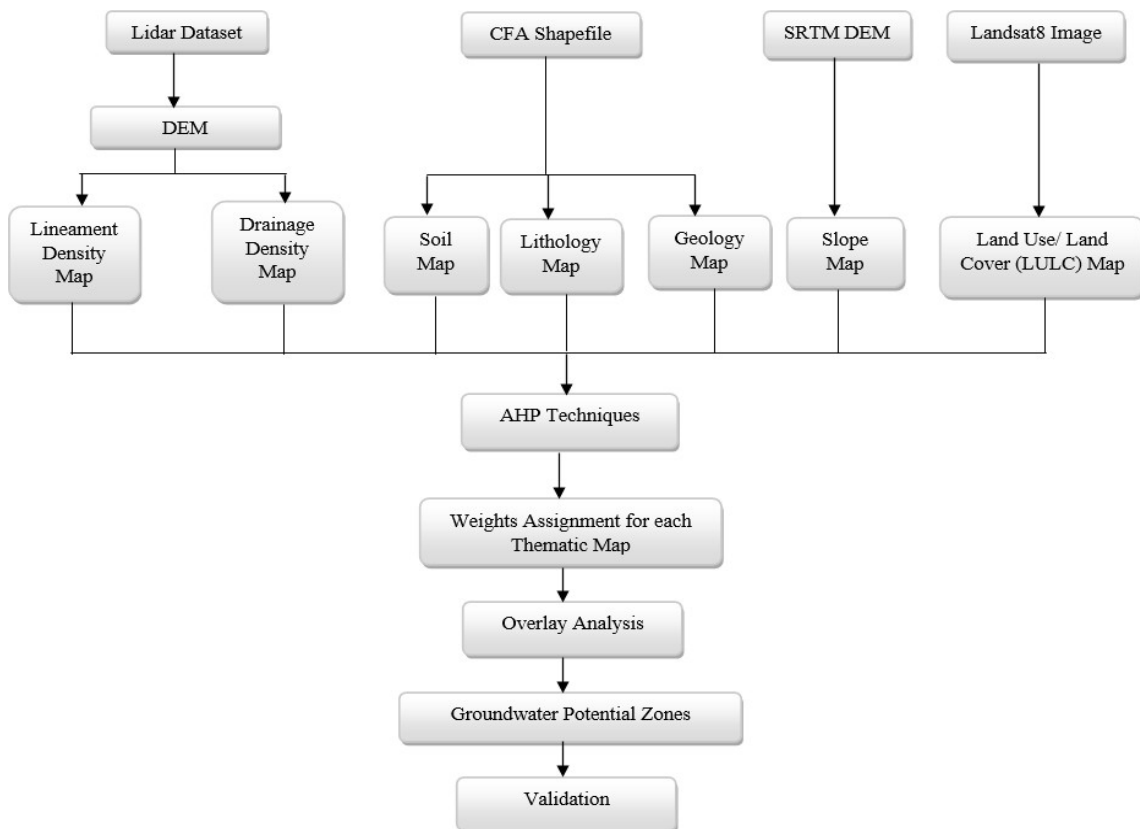 Lidar Dataset
CFA Shapefile
SRTM DEM
Landsat8 Image
DEM
Lineament
Density
Map
Drainage
Density
Map
Soil
Map
Lithology
Map
Geology
Map
Slope
Map
Land Use/ Land
Cover (LULC) Map
AHP Techniques
Weights Assignment for each
Thematic Map
Overlay Analysis
Groundwater Potential Zones
Validation